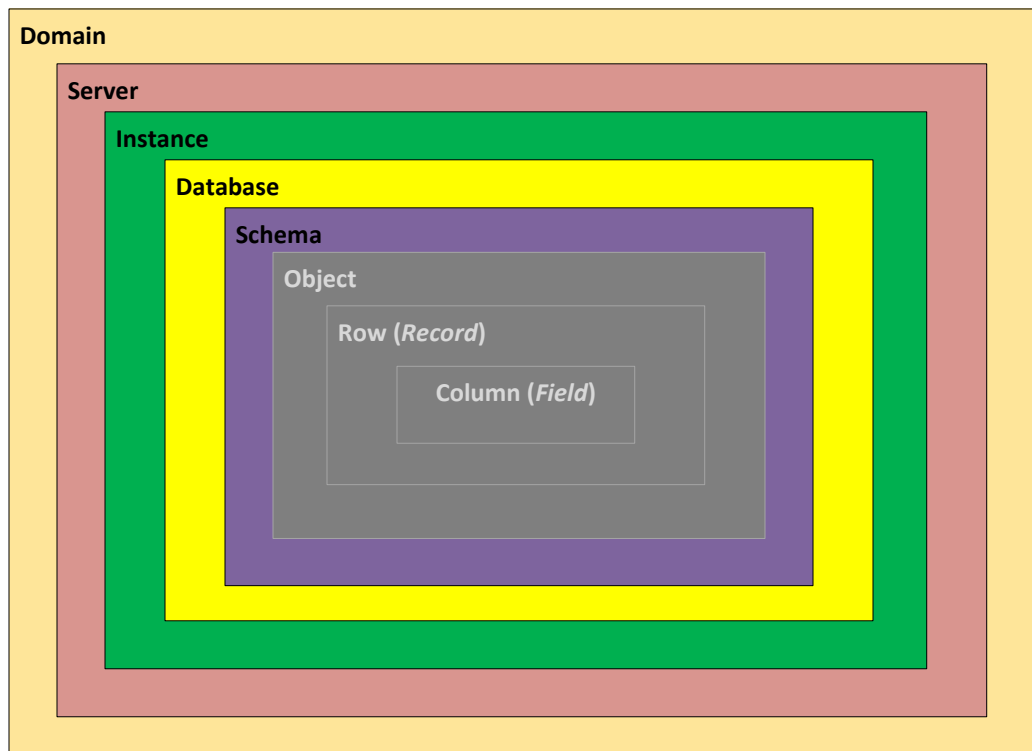 Domain
Server
Instance
Database
Schema
Object
Row (Record)
Column (Field)